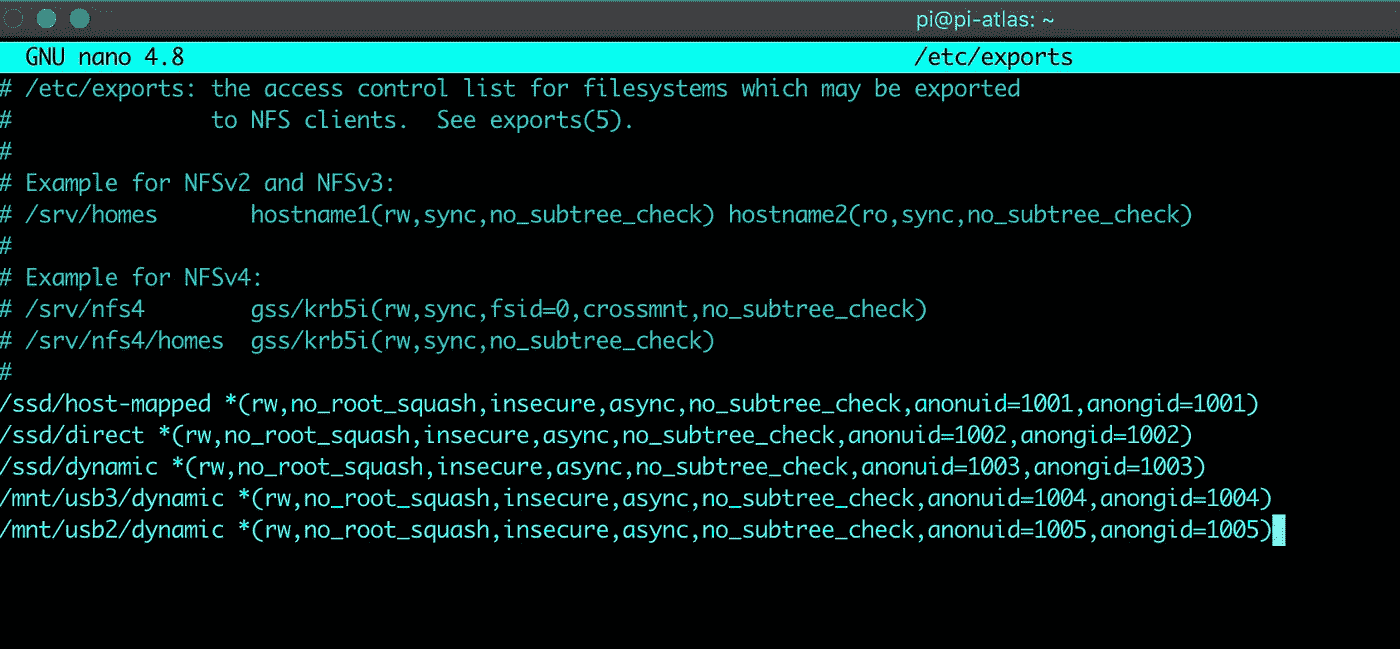 pi@pi-atlas: ~
GNU nano 4.8 /etc/exports
# /etc/exports: the access control list for filesystems which may be exported
#               to NFS clients.  See exports(5).
#
# Example for NFSv2 and NFSv3:
# /srv/homes       hostname1(rw,sync,no_subtree_check) hostname2(ro,sync,no_subtree_check)
#
# Example for NFSv4:
# /srv/nfs4        gss/krb5i(rw,sync,fsid=0,crossmnt,no_subtree_check)
# /srv/nfs4/homes  gss/krb5i(rw,sync,no_subtree_check)
#
/ssd/host-mapped *(rw,no_root_squash,insecure,async,no_subtree_check,anonuid=1001,anongid=1001)
/ssd/direct *(rw,no_root_squash,insecure,async,no_subtree_check,anonuid=1002,anongid=1002)
/ssd/dynamic *(rw,no_root_squash,insecure,async,no_subtree_check,anonuid=1003,anongid=1003)
/mnt/usb3/dynamic *(rw,no_root_squash,insecure,async,no_subtree_check,anonuid=1004,anongid=1004)
/mnt/usb2/dynamic *(rw,no_root_squash,insecure,async,no_subtree_check,anonuid=1005,anongid=1005)